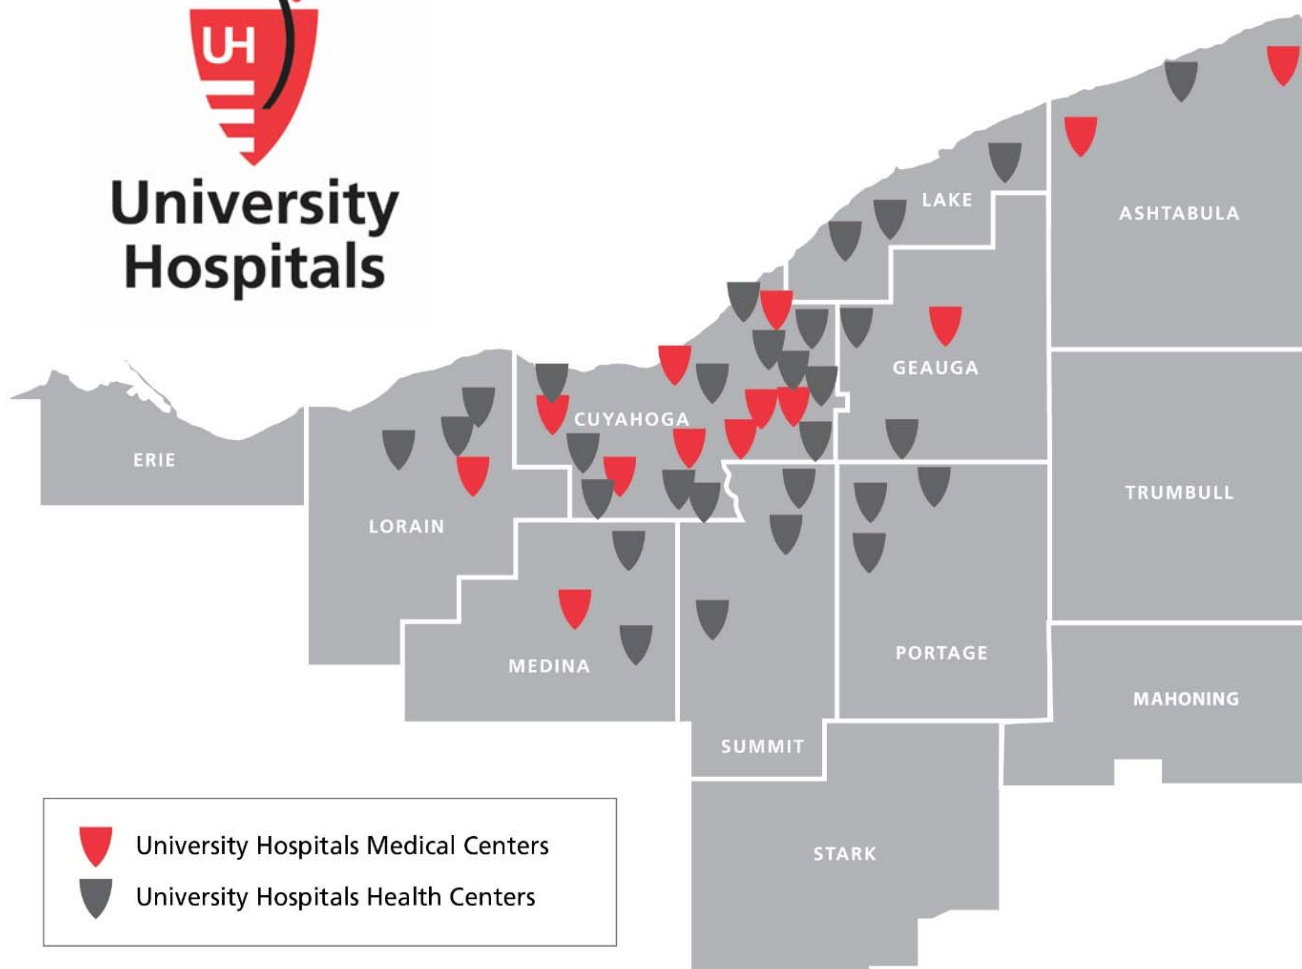 UH
University
Hospitals
LAKE
ASHTABULA
GEAUGA
CUYAHOGA
ERIE
TRUMBULL
LORAIN
PORTAGE
MEDINA
MAHONING
SUMMIT
STARK
University Hospitals Medical Centers
University Hospitals Health Centers